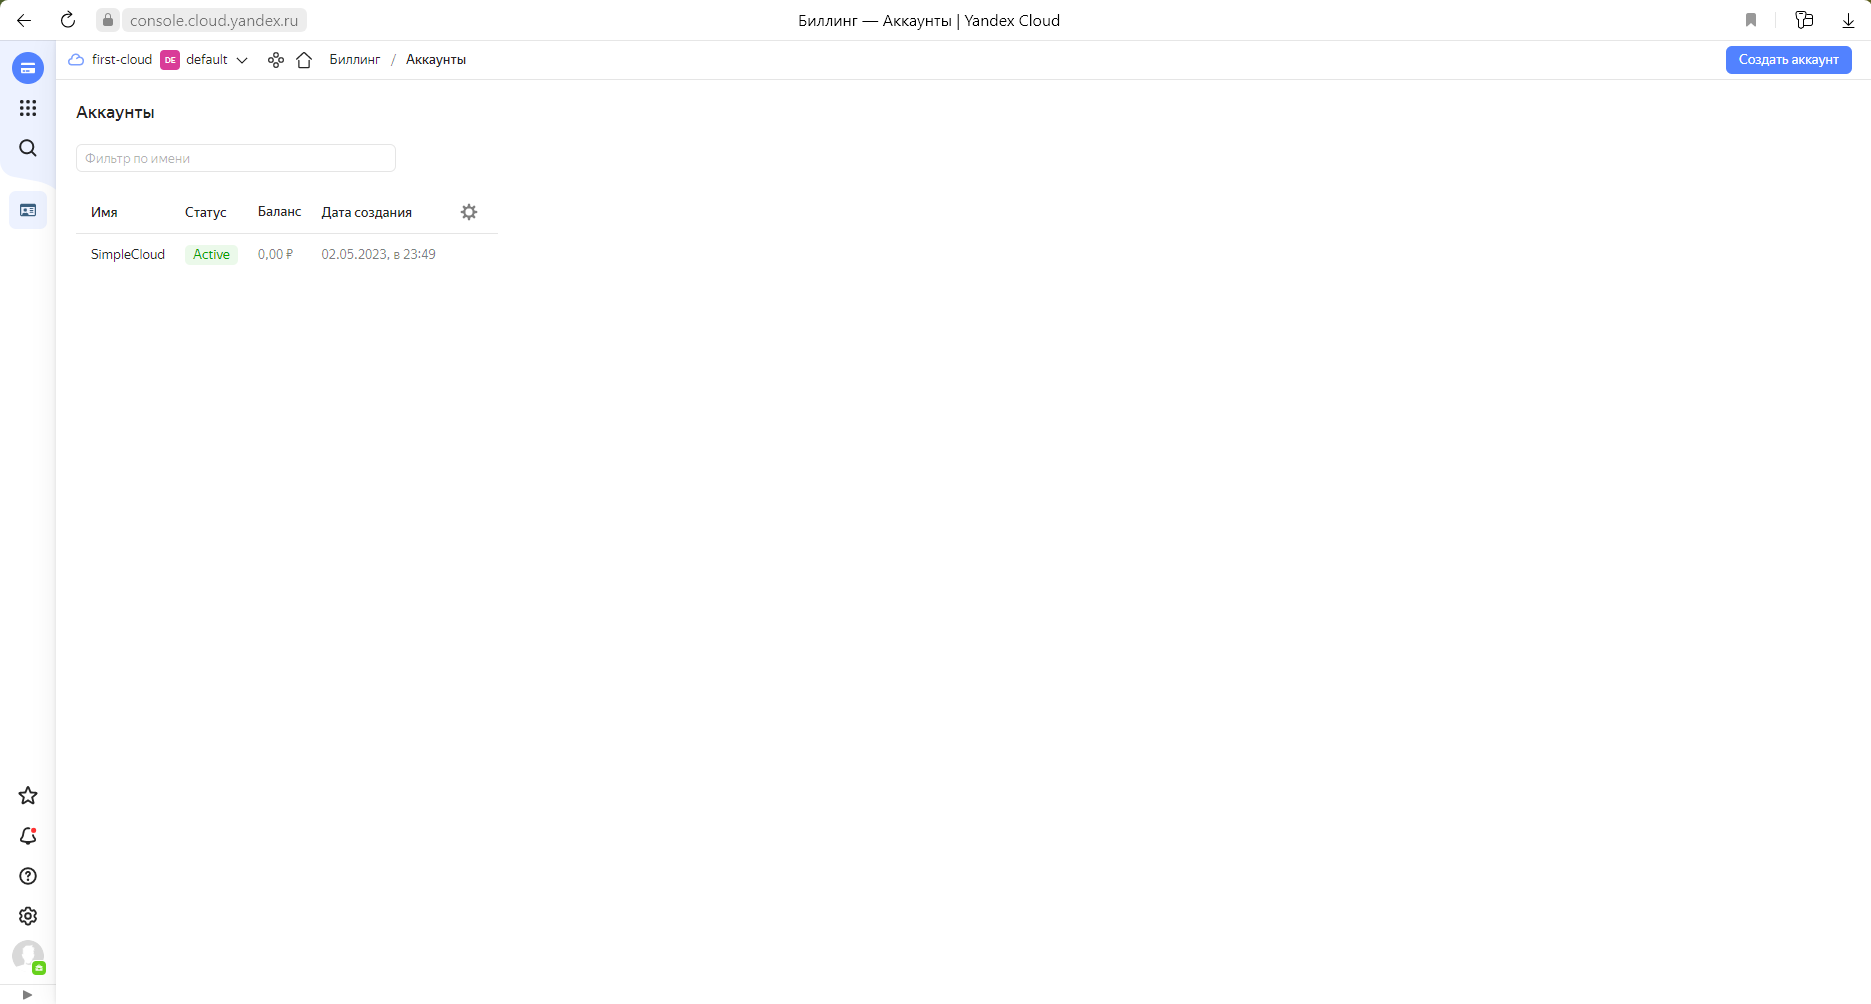 console.cloud.yandex.ru
Биллинг — Аккаунты | Yandex Cloud
first-cloud DE default Биллинг / Аккаунты
Создать аккаунт
Аккаунты
Фильтр по имени
Имя Статус Баланс Дата создания
SimpleCloud Active 0,00 ₽ 02.05.2023, в 23:49